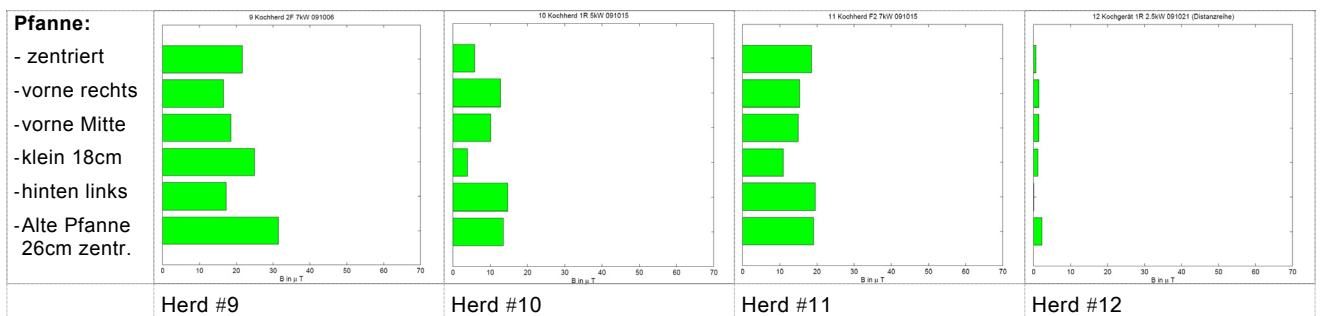 Pfanne:
- zentriert
-vorne rechts
-vorne Mitte
-klein 18cm
-hinten links
-Alte Pfanne
26cm zentr.
9 Kochherd 2F 7kW 091006
0 10 20 30 40 50 60 70
B in µ T
Herd #9
10 Kochherd 1R 5kW 091015
0 10 20 30 40 50 60 70
B in µ T
Herd #10
11 Kochherd F2 7kW 091015
0 10 20 30 40 50 60 70
B in µ T
Herd #11
12 Kochgerät 1R 2.5kW 091021 (Distanzreihe)
0 10 20 30 40 50 60 70
B in µ T
Herd #12